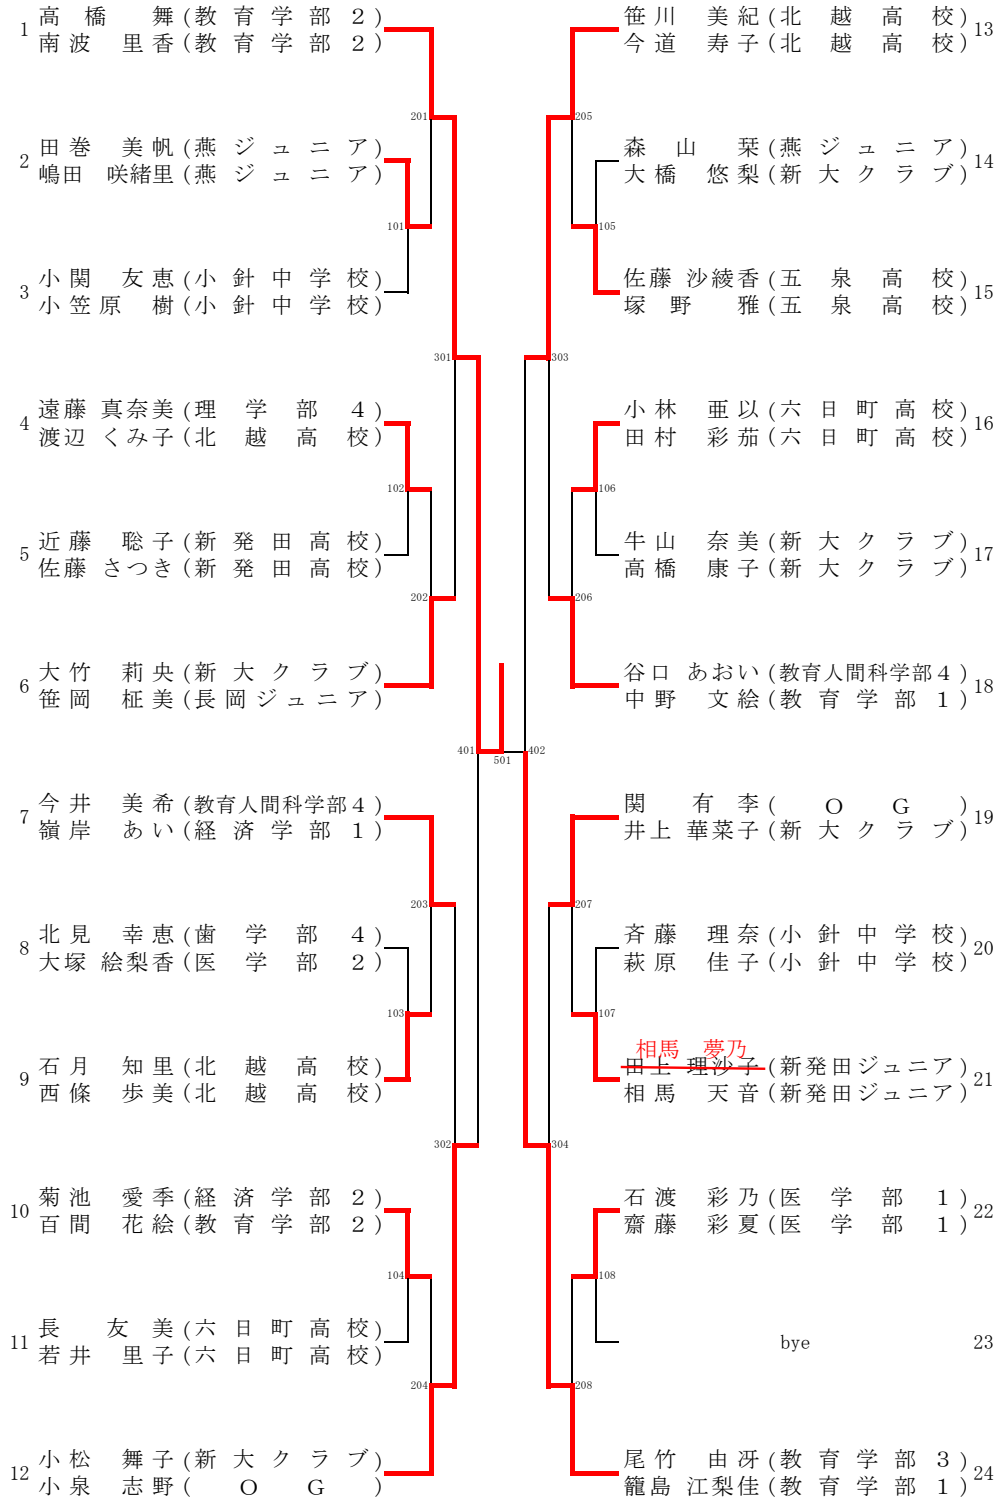 1 高橋 舞(教育学部2)
南波 里香(教育学部2)
201
2 田巻 美帆(燕ジュニア)
嶋田 咲緒里(燕ジュニア)
101
3 小関 友恵(小針中学校)
小笠原 樹(小針中学校)
301
4 遠藤 真奈美(理学部4)
渡辺 くみ子(北越高校)
102
5 近藤 聡子(新発田高校)
佐藤 さつき(新発田高校)
202
6 大竹 莉央(新大クラブ)
笹岡 柾美(長岡ジュニア)
401
501
7 今井 美希(教育人間科学部4)
嶺岸 あい(経済学部1)
203
8 北見 幸恵(歯学部4)
大塚 絵梨香(医学部2)
103
9 石月 知里(北越高校)
西條 歩美(北越高校)
302
10 菊池 愛季(経済学部2)
百間 花絵(教育学部2)
104
11 長 友美(六日町高校)
若井 里子(六日町高校)
204
12 小松 舞子(新大クラブ)
小泉 志野(OG)
笹川 美紀(北越高校) 13
今道 寿子(北越高校)
205
森山 栞(燕ジュニア) 14
大橋 悠梨(新大クラブ)
105
佐藤 沙綾香(五泉高校) 15
塚野 雅(五泉高校)
303
小林 亜以(六日町高校) 16
田村 彩茄(六日町高校)
106
牛山 奈美(新大クラブ) 17
高橋 康子(新大クラブ)
206
谷口 あおい(教育人間科学部4) 18
中野 文絵(教育学部1)
402
関 有李(OG) 19
井上 華菜子(新大クラブ)
207
斉藤 理奈(小針中学校) 20
萩原 佳子(小針中学校)
107
相馬 夢乃
田上 理沙子(新発田ジュニア) 21
相馬 天音(新発田ジュニア)
304
石渡 彩乃(医学部1) 22
齋藤 彩夏(医学部1)
108
bye 23
208
尾竹 由冴(教育学部3) 24
籠島 江梨佳(教育学部1)